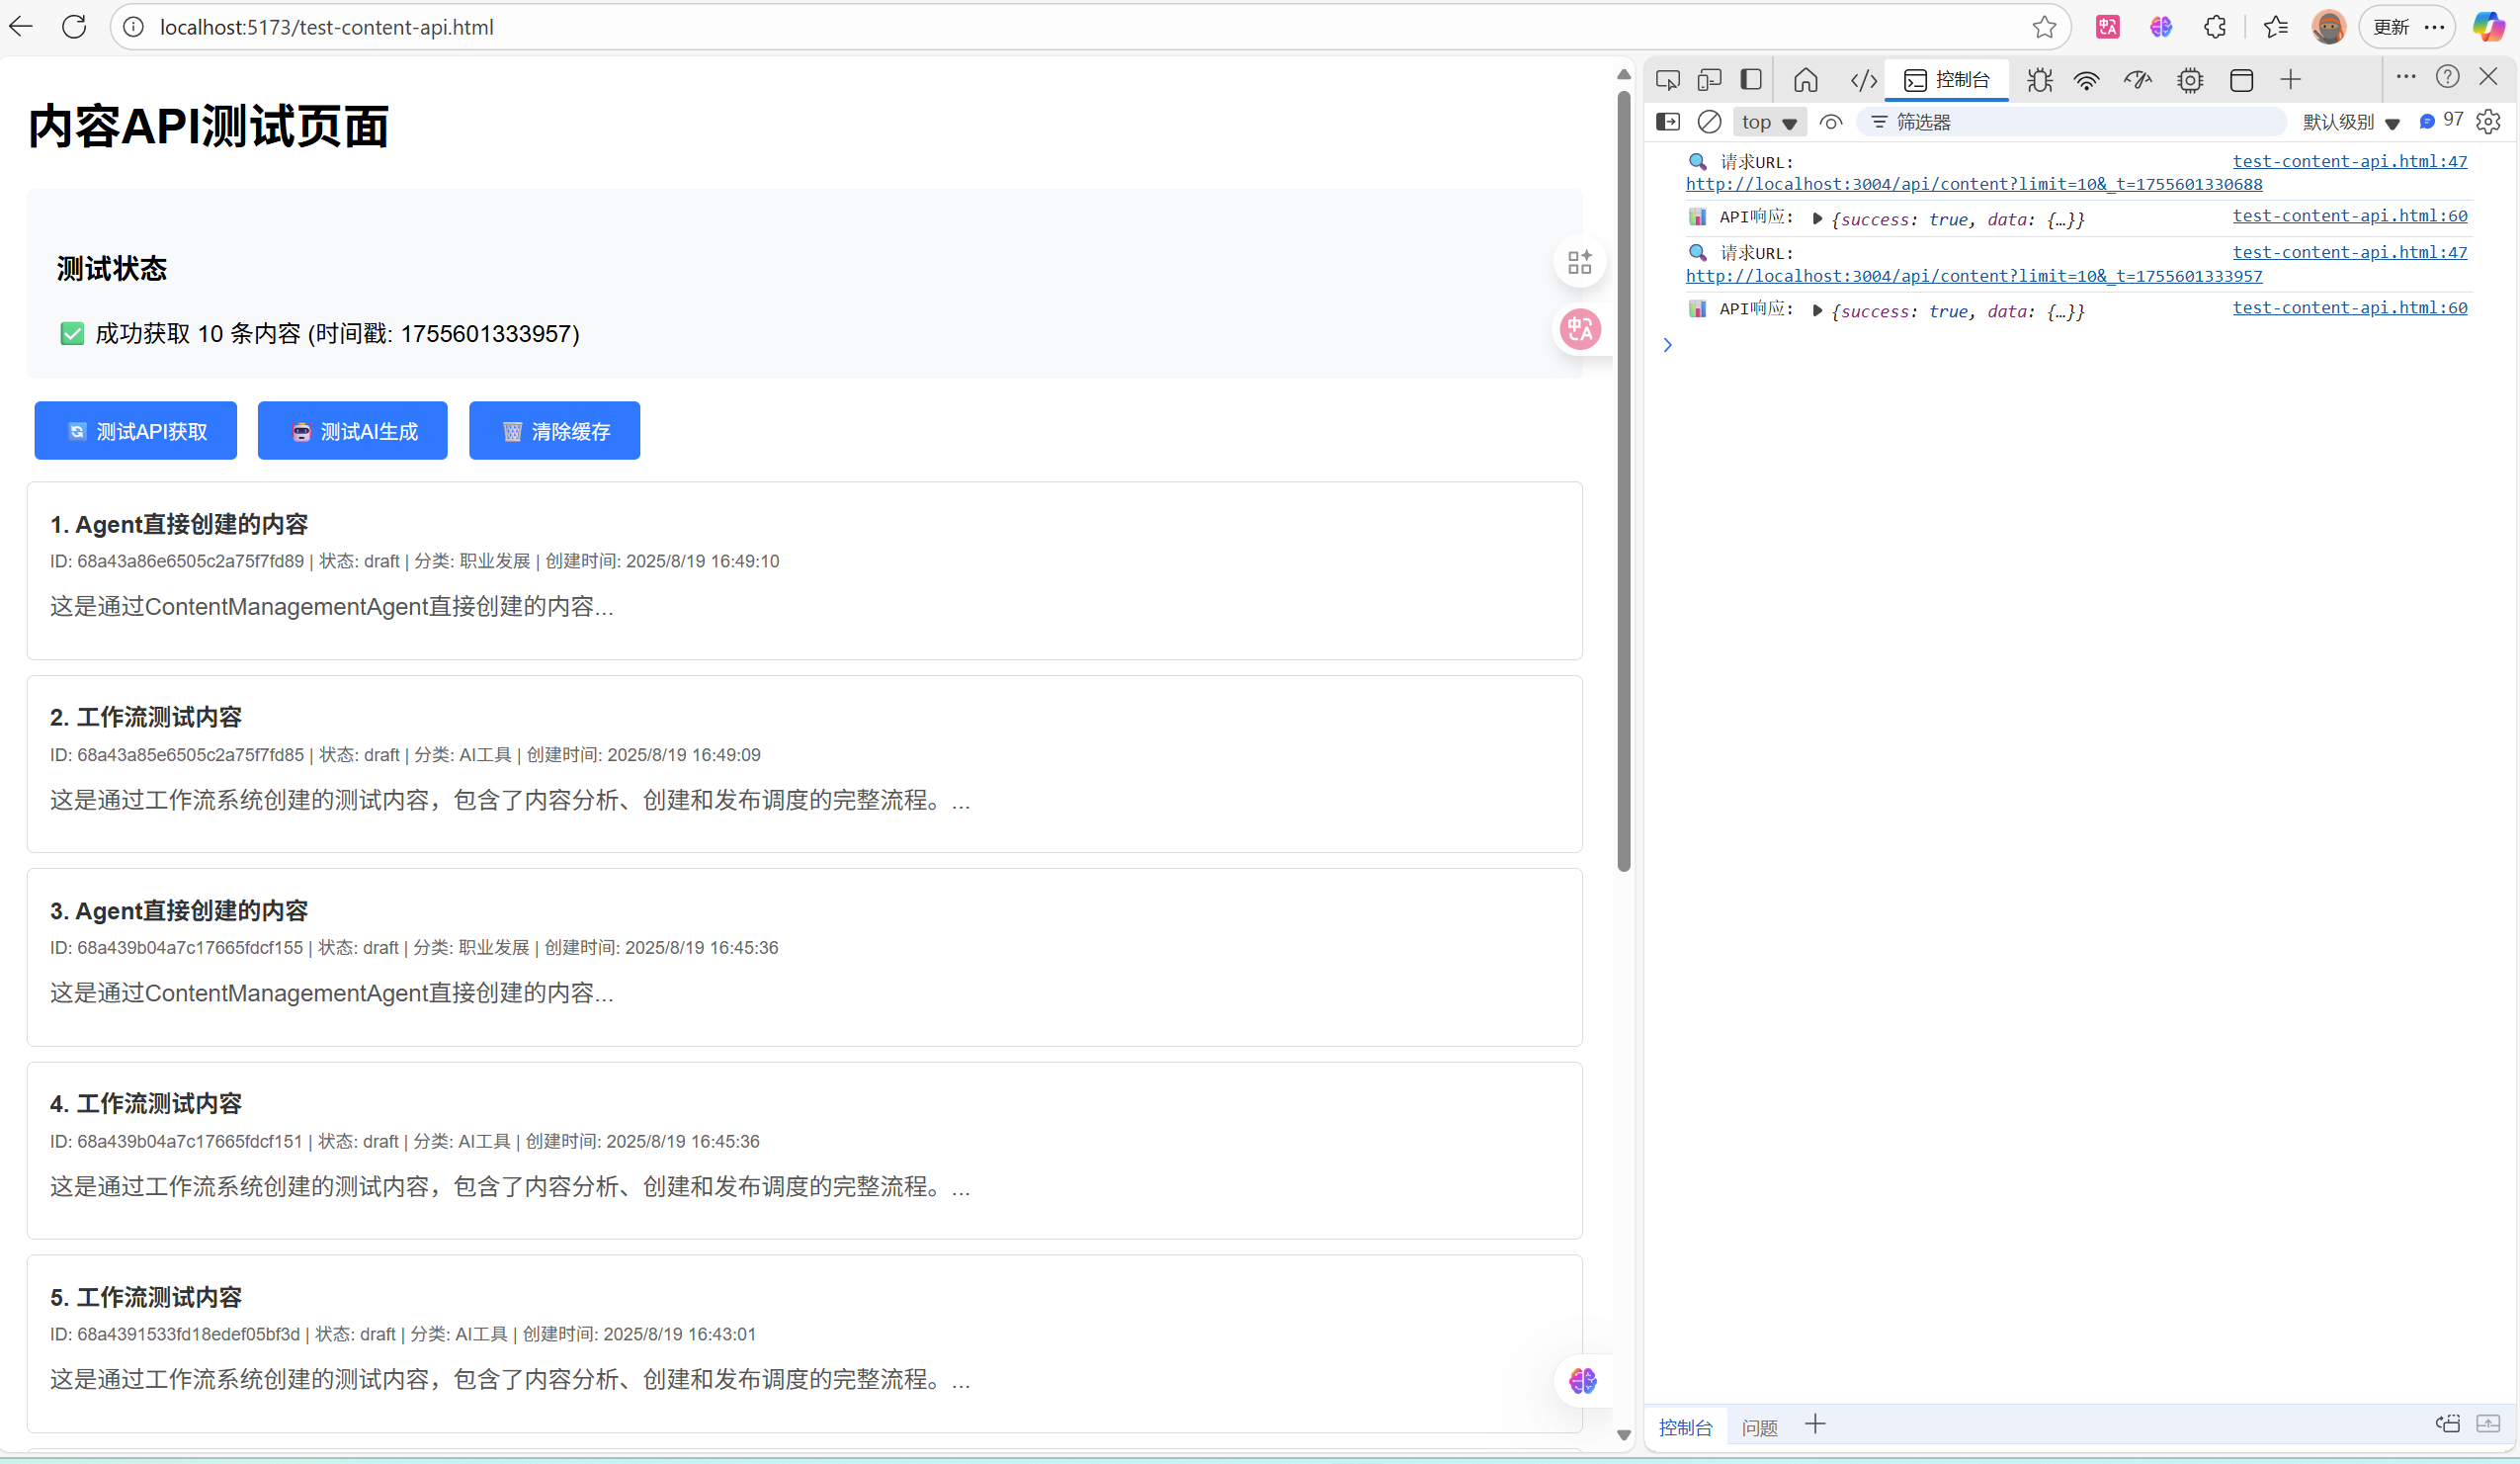 localhost:5173/test-content-api.html
更新
内容API测试页面
测试状态
✅ 成功获取 10 条内容 (时间戳: 1755601333957)
🔄 测试API获取
🤖 测试AI生成
🗑️ 清除缓存
1. Agent直接创建的内容
ID: 68a43a86e6505c2a75f7fd89 | 状态: draft | 分类: 职业发展 | 创建时间: 2025/8/19 16:49:10
这是通过ContentManagementAgent直接创建的内容...
2. 工作流测试内容
ID: 68a43a85e6505c2a75f7fd85 | 状态: draft | 分类: AI工具 | 创建时间: 2025/8/19 16:49:09
这是通过工作流系统创建的测试内容，包含了内容分析、创建和发布调度的完整流程。...
3. Agent直接创建的内容
ID: 68a439b04a7c17665fdcf155 | 状态: draft | 分类: 职业发展 | 创建时间: 2025/8/19 16:45:36
这是通过ContentManagementAgent直接创建的内容...
4. 工作流测试内容
ID: 68a439b04a7c17665fdcf151 | 状态: draft | 分类: AI工具 | 创建时间: 2025/8/19 16:45:36
这是通过工作流系统创建的测试内容，包含了内容分析、创建和发布调度的完整流程。...
5. 工作流测试内容
ID: 68a4391533fd18edef05bf3d | 状态: draft | 分类: AI工具 | 创建时间: 2025/8/19 16:43:01
这是通过工作流系统创建的测试内容，包含了内容分析、创建和发布调度的完整流程。...
控制台
top
筛选器
默认级别
97
🔍 请求URL: test-content-api.html:47
http://localhost:3004/api/content?limit=10&_t=1755601330688
📊 API响应: ▶ {success: true, data: {…}} test-content-api.html:60
🔍 请求URL: test-content-api.html:47
http://localhost:3004/api/content?limit=10&_t=1755601333957
📊 API响应: ▶ {success: true, data: {…}} test-content-api.html:60
控制台
问题